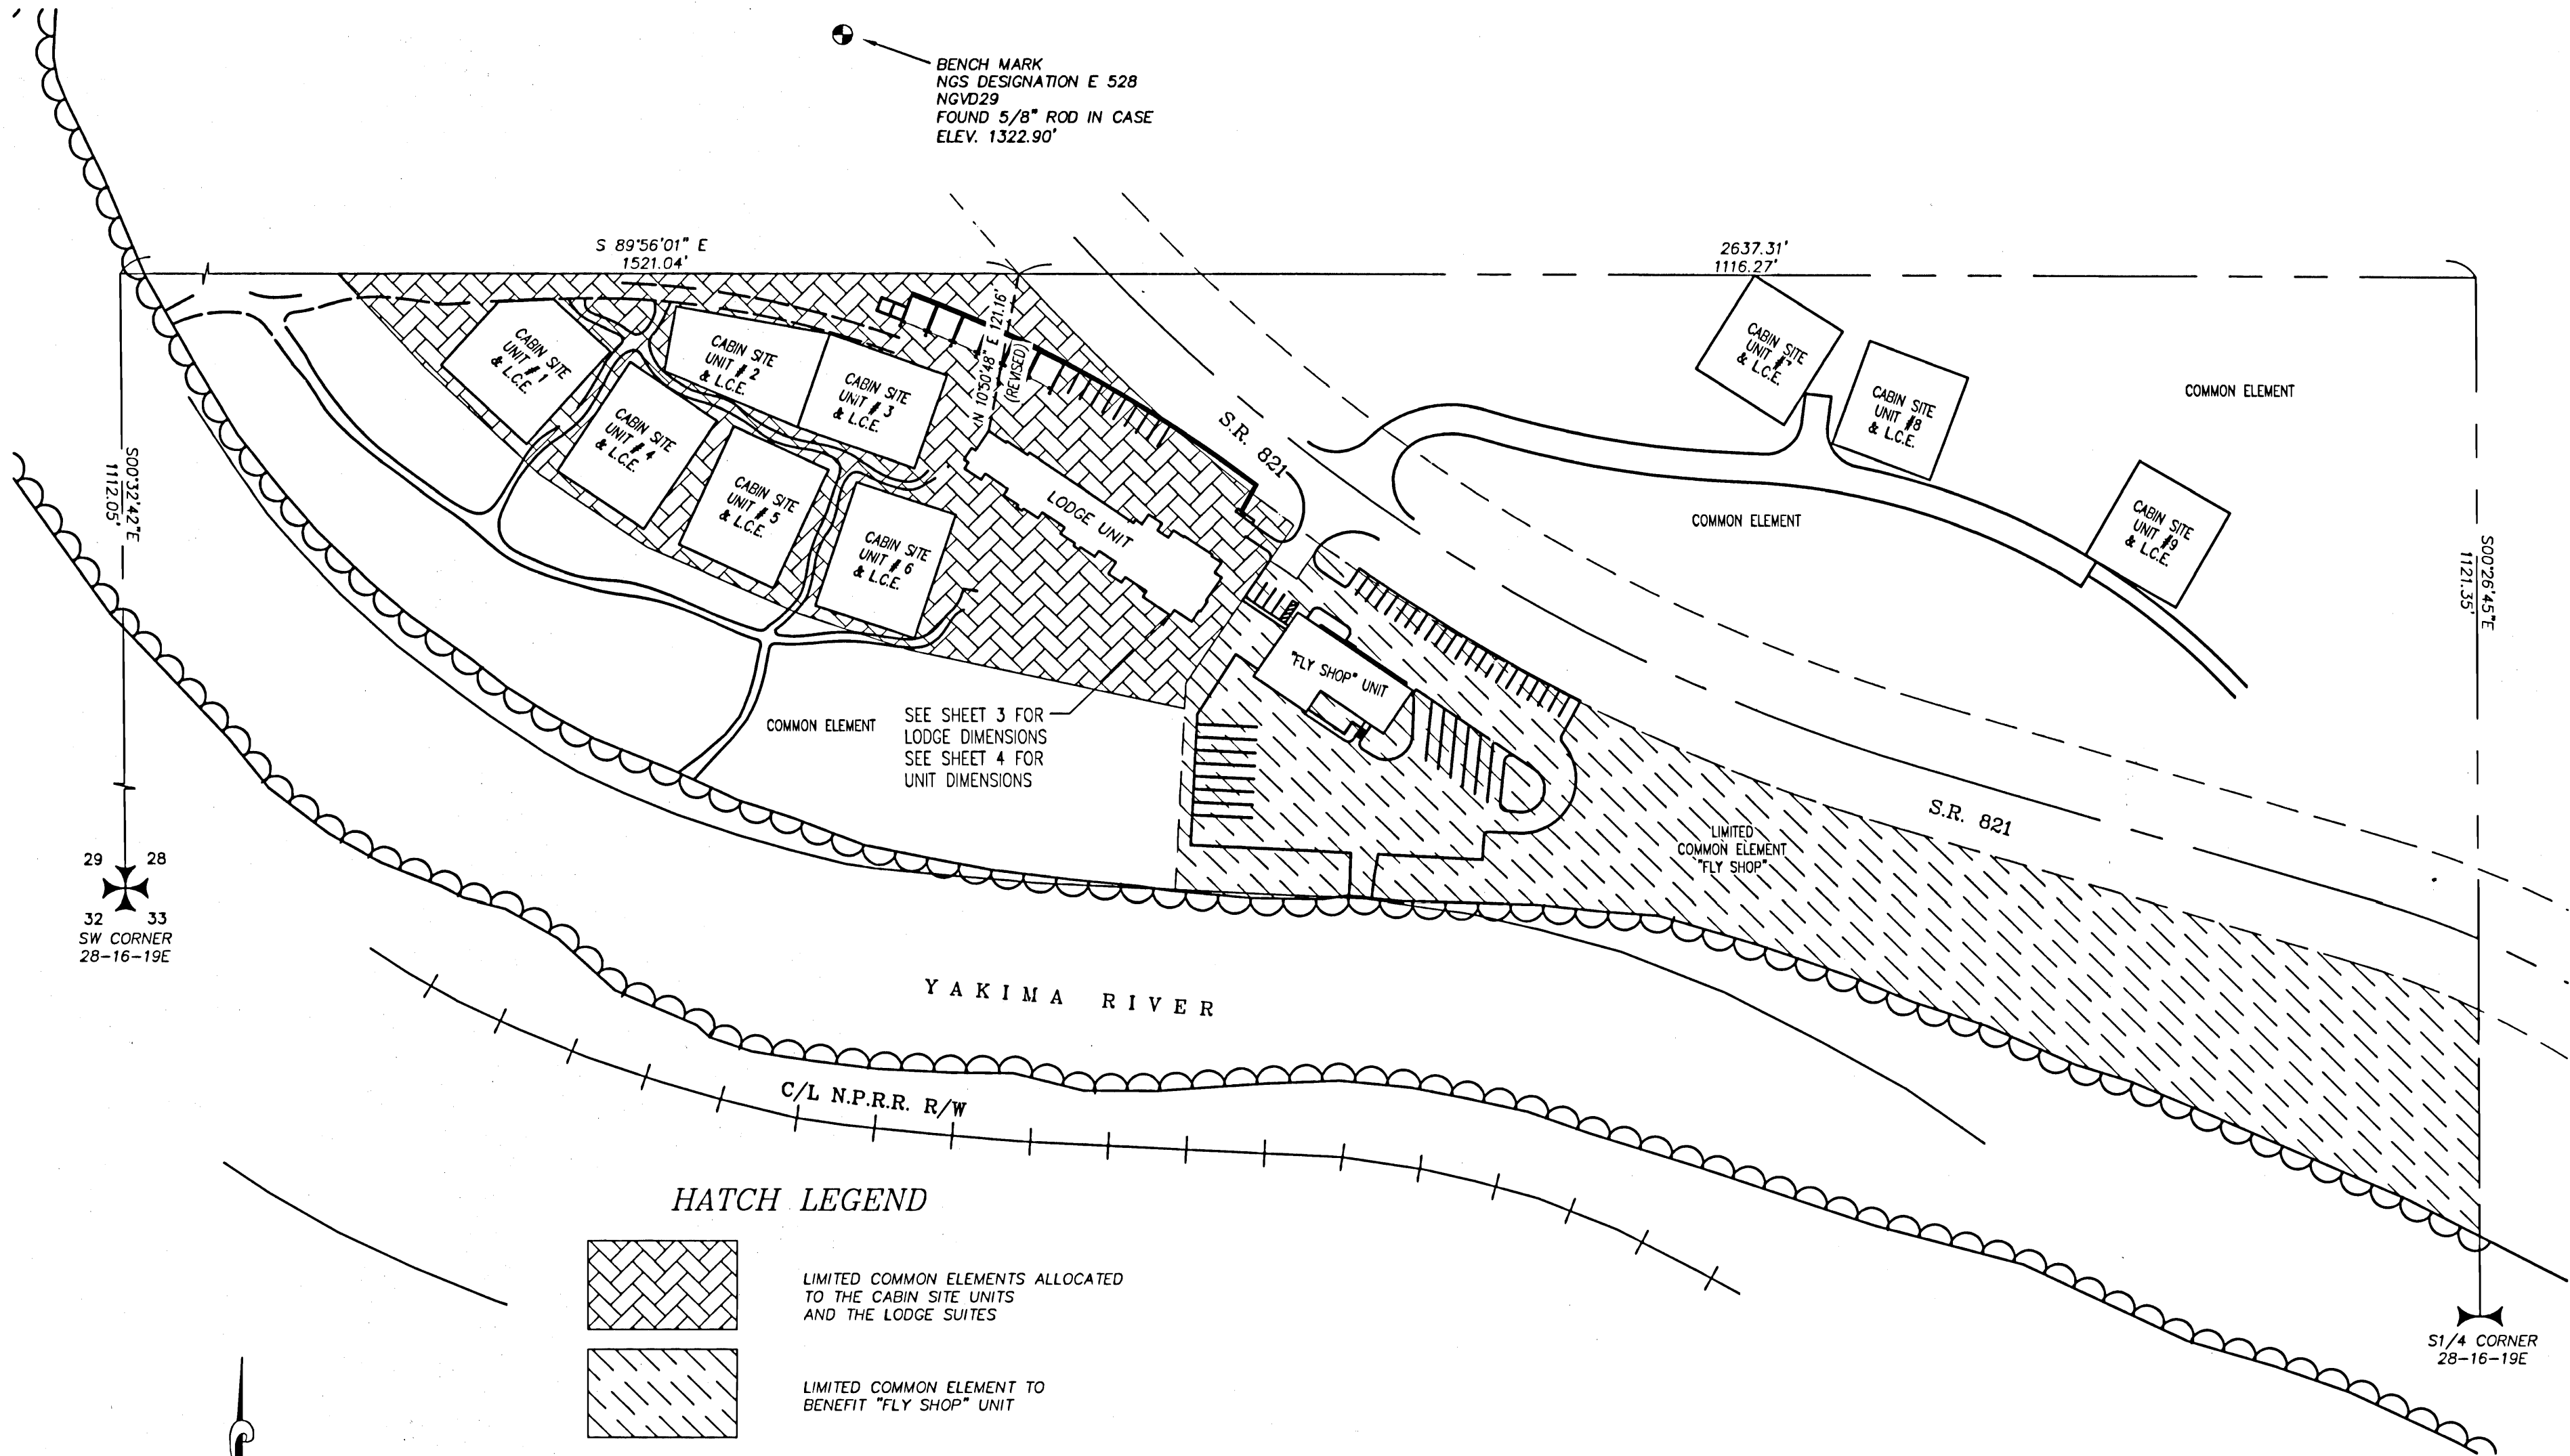 BENCH MARK
NGS DESIGNATION E 528
NGVD29
FOUND 5/8" ROD IN CASE
ELEV. 1322.90'
S 89°56'01" E
1521.04'
2637.31'
1116.27'
N 10°50'48" E 121.16'
(REVISED)
CABIN SITE
UNIT # 1
& L.C.E.
CABIN SITE
UNIT # 2
& L.C.E.
CABIN SITE
UNIT # 3
& L.C.E.
CABIN SITE
UNIT # 4
& L.C.E.
CABIN SITE
UNIT # 5
& L.C.E.
CABIN SITE
UNIT # 6
& L.C.E.
CABIN SITE
UNIT #7
& L.C.E.
CABIN SITE
UNIT #8
& L.C.E.
CABIN SITE
UNIT #9
& L.C.E.
COMMON ELEMENT
COMMON ELEMENT
S.R. 821
LODGE UNIT
"FLY SHOP" UNIT
S00°32'42"E
1112.05'
S00°26'45"E
1121.35'
COMMON ELEMENT
SEE SHEET 3 FOR
LODGE DIMENSIONS
SEE SHEET 4 FOR
UNIT DIMENSIONS
S.R. 821
LIMITED
COMMON ELEMENT
"FLY SHOP"
29 28
32 33
SW CORNER
28-16-19E
YAKIMA RIVER
C/L N.P.R.R. R/W
HATCH LEGEND
LIMITED COMMON ELEMENTS ALLOCATED
TO THE CABIN SITE UNITS
AND THE LODGE SUITES
LIMITED COMMON ELEMENT TO
BENEFIT "FLY SHOP" UNIT
S1/4 CORNER
28-16-19E